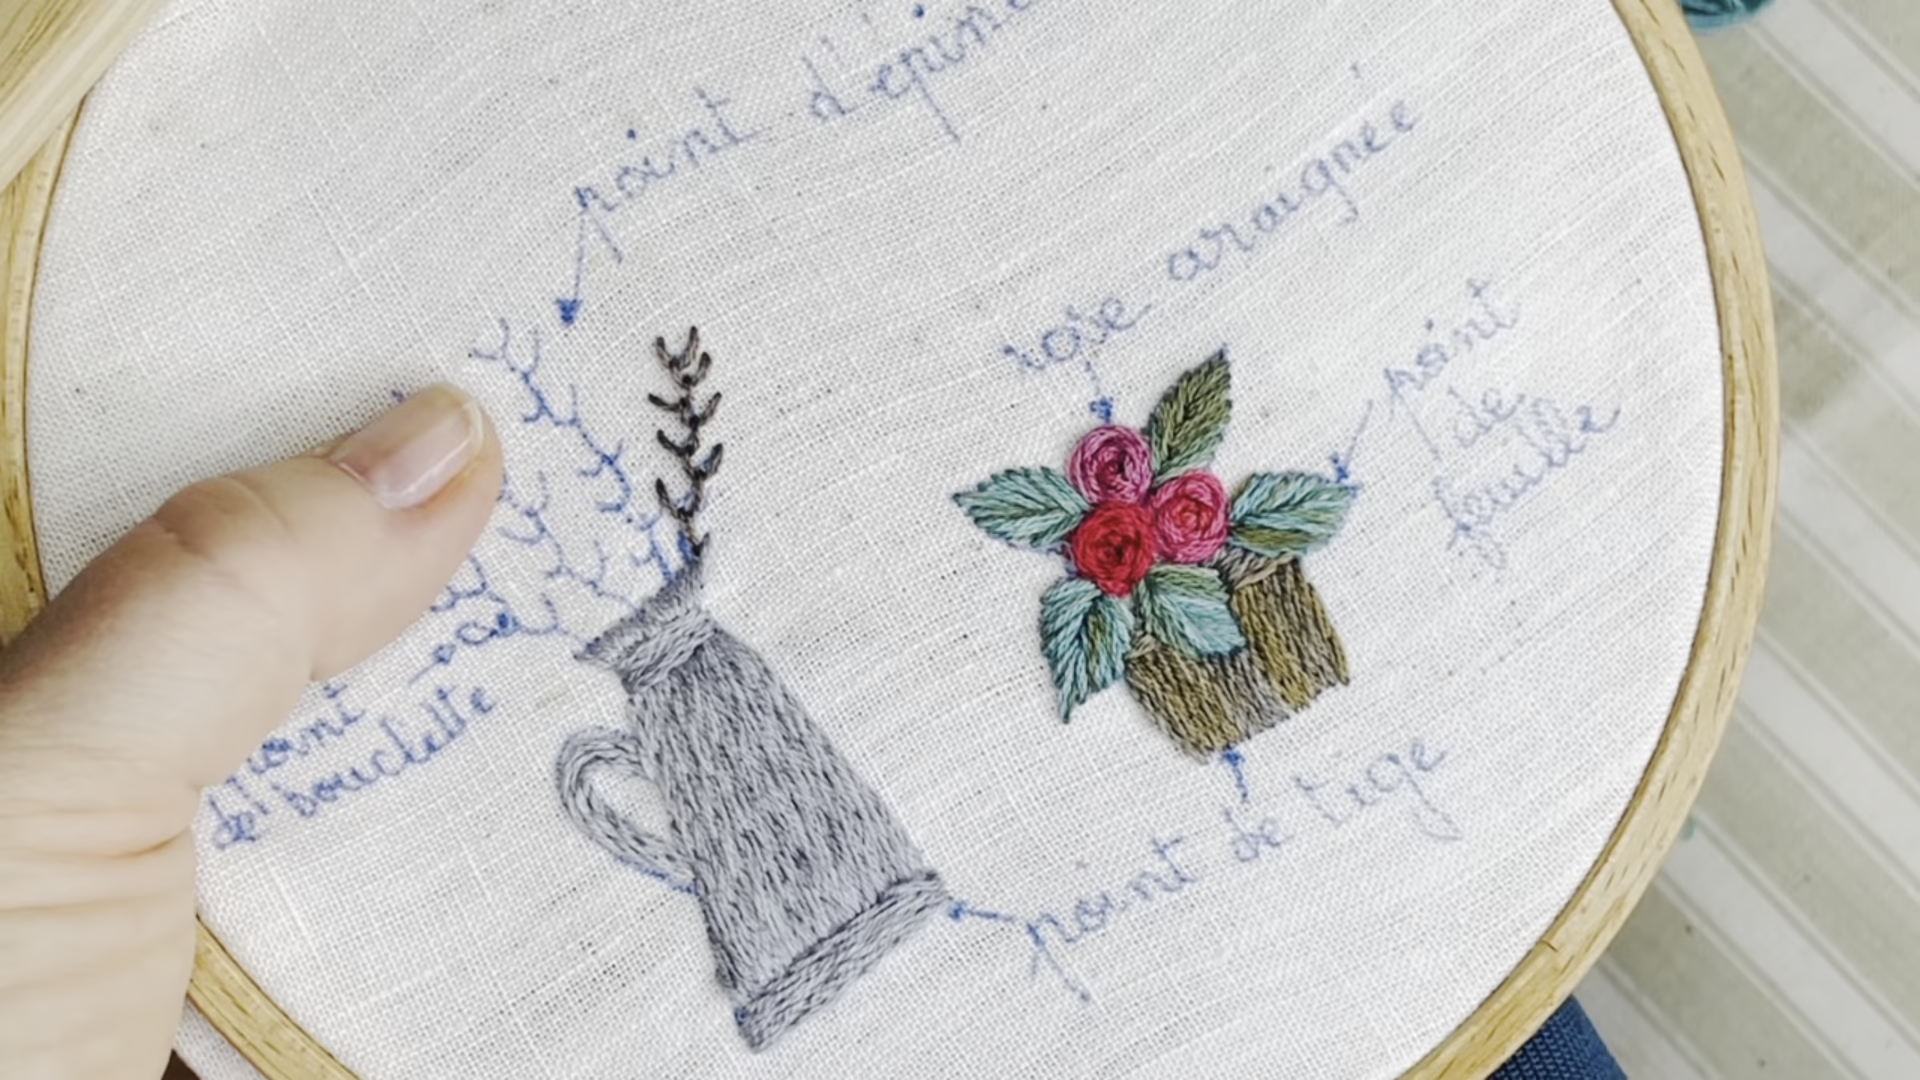 point d'épine
rose araignée
point
de
feuille
point
de bouclette
point de tige